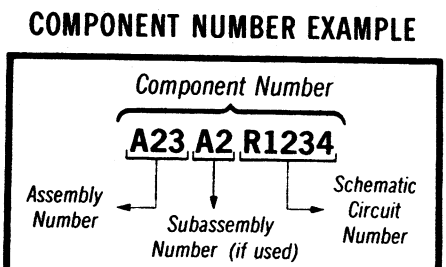 COMPONENT NUMBER EXAMPLE
Component Number
A23 A2 R1234
Assembly
Number
Subassembly
Number (if used)
Schematic
Circuit
Number